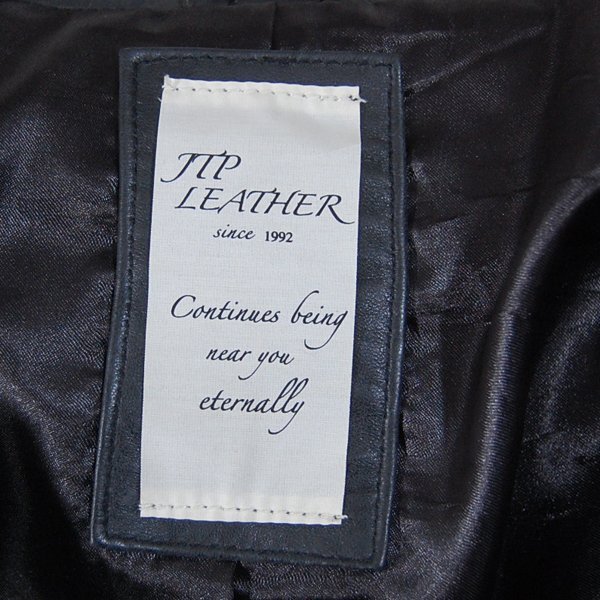 JTP
LEATHER
since 1992
Continues being
near you
eternally